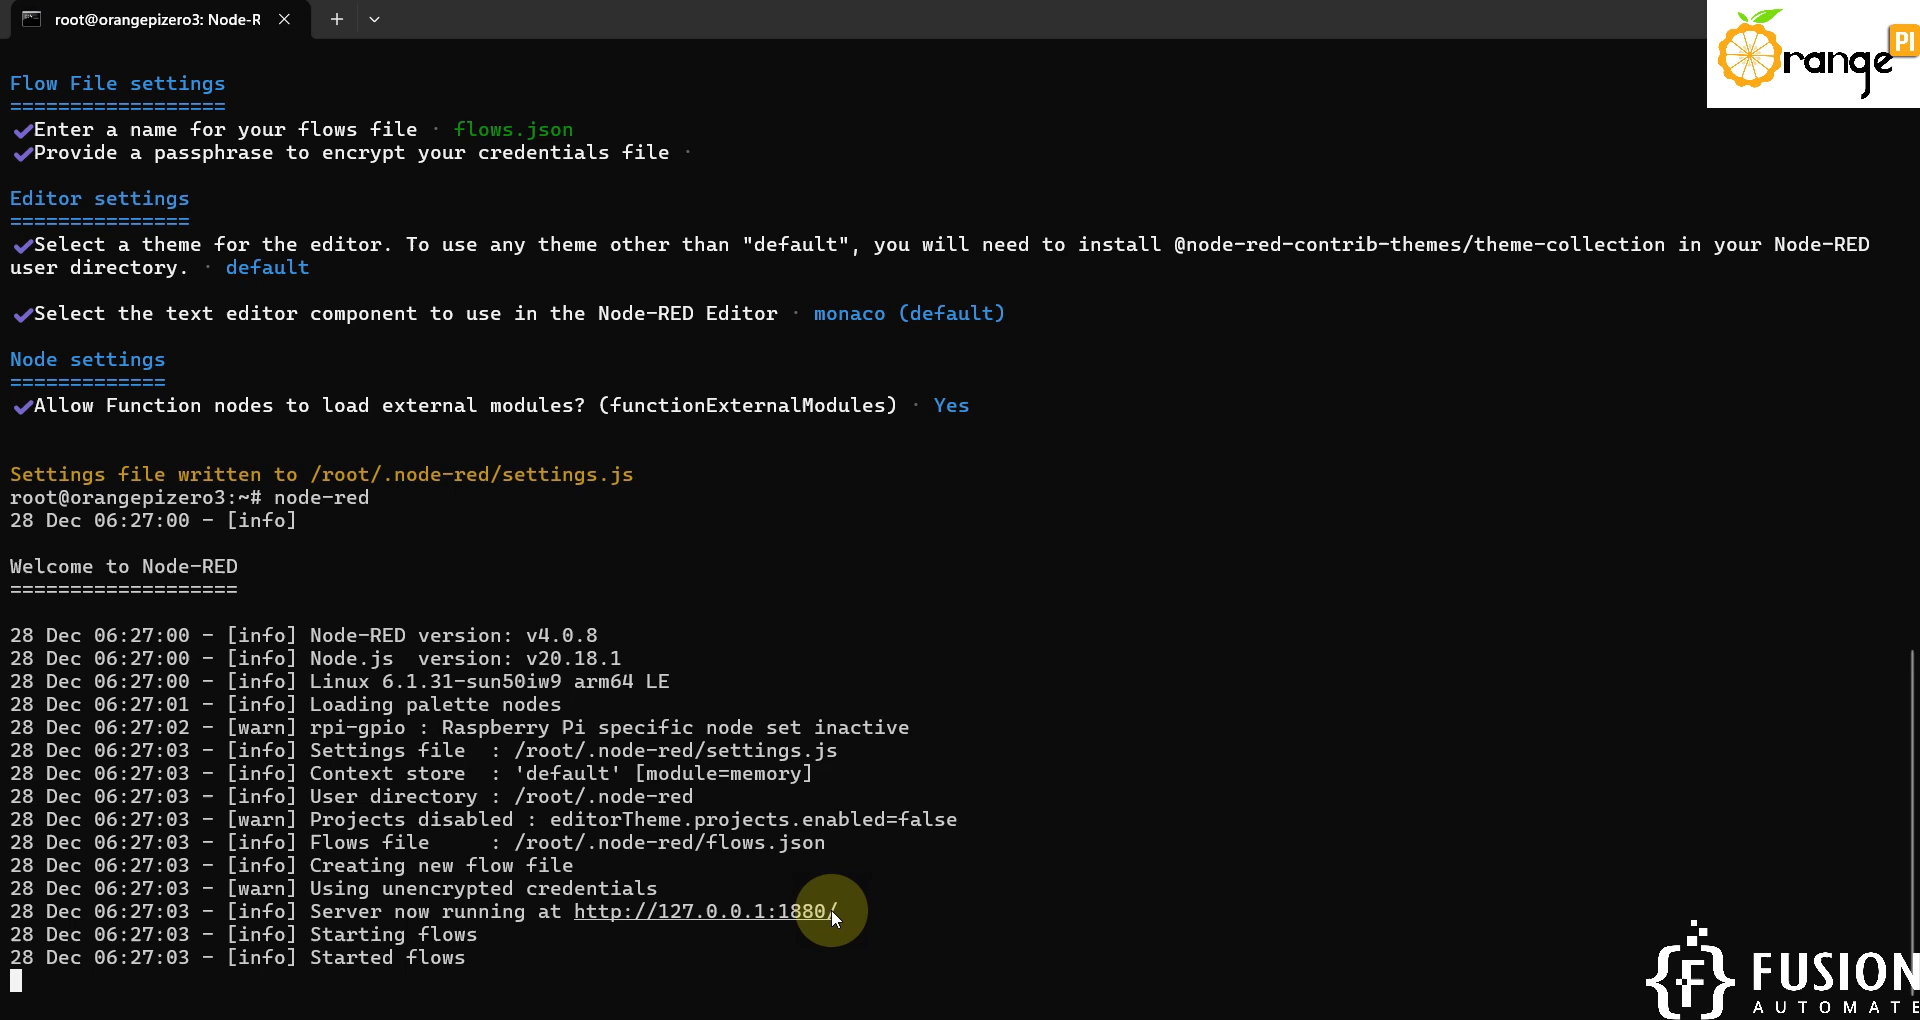 root@orangepizero3: Node-R
Orange PI
Flow File settings
==================
✔Enter a name for your flows file · flows.json
✔Provide a passphrase to encrypt your credentials file ·
Editor settings
===============
✔Select a theme for the editor. To use any theme other than "default", you will need to install @node-red-contrib-themes/theme-collection in your Node-RED
user directory. · default
✔Select the text editor component to use in the Node-RED Editor · monaco (default)
Node settings
=============
✔Allow Function nodes to load external modules? (functionExternalModules) · Yes
Settings file written to /root/.node-red/settings.js
root@orangepizero3:~# node-red
28 Dec 06:27:00 - [info]
Welcome to Node-RED
===================
28 Dec 06:27:00 - [info] Node-RED version: v4.0.8
28 Dec 06:27:00 - [info] Node.js  version: v20.18.1
28 Dec 06:27:00 - [info] Linux 6.1.31-sun50iw9 arm64 LE
28 Dec 06:27:01 - [info] Loading palette nodes
28 Dec 06:27:02 - [warn] rpi-gpio : Raspberry Pi specific node set inactive
28 Dec 06:27:03 - [info] Settings file  : /root/.node-red/settings.js
28 Dec 06:27:03 - [info] Context store  : 'default' [module=memory]
28 Dec 06:27:03 - [info] User directory : /root/.node-red
28 Dec 06:27:03 - [warn] Projects disabled : editorTheme.projects.enabled=false
28 Dec 06:27:03 - [info] Flows file     : /root/.node-red/flows.json
28 Dec 06:27:03 - [info] Creating new flow file
28 Dec 06:27:03 - [warn] Using unencrypted credentials
28 Dec 06:27:03 - [info] Server now running at http://127.0.0.1:1880/
28 Dec 06:27:03 - [info] Starting flows
28 Dec 06:27:03 - [info] Started flows
{F} FUSION
AUTOMATE